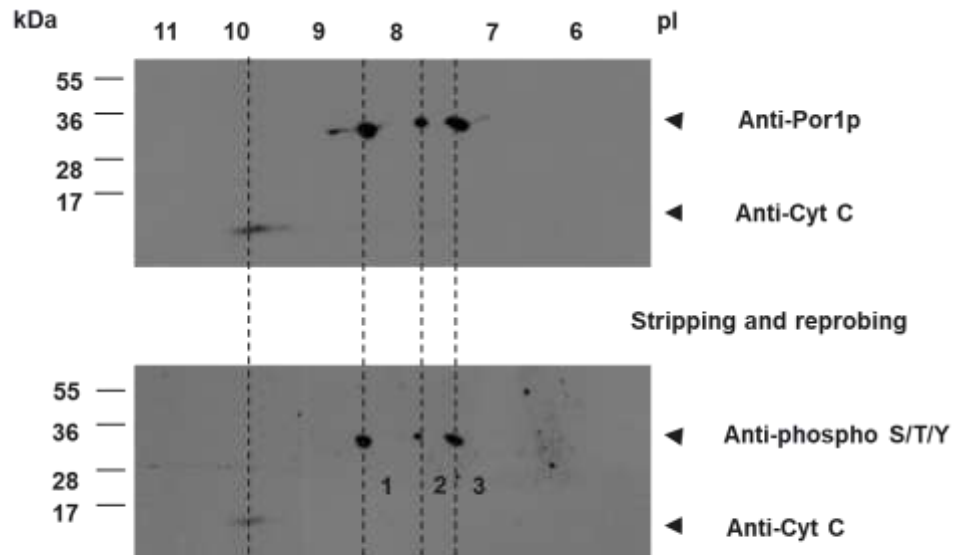 kDa 11 10 9 8 7 6 pI
55
36 Anti-Por1p
28
17 Anti-Cyt C
Stripping and reprobing
55
36 Anti-phospho S/T/Y
28 1 2 3
17 Anti-Cyt C